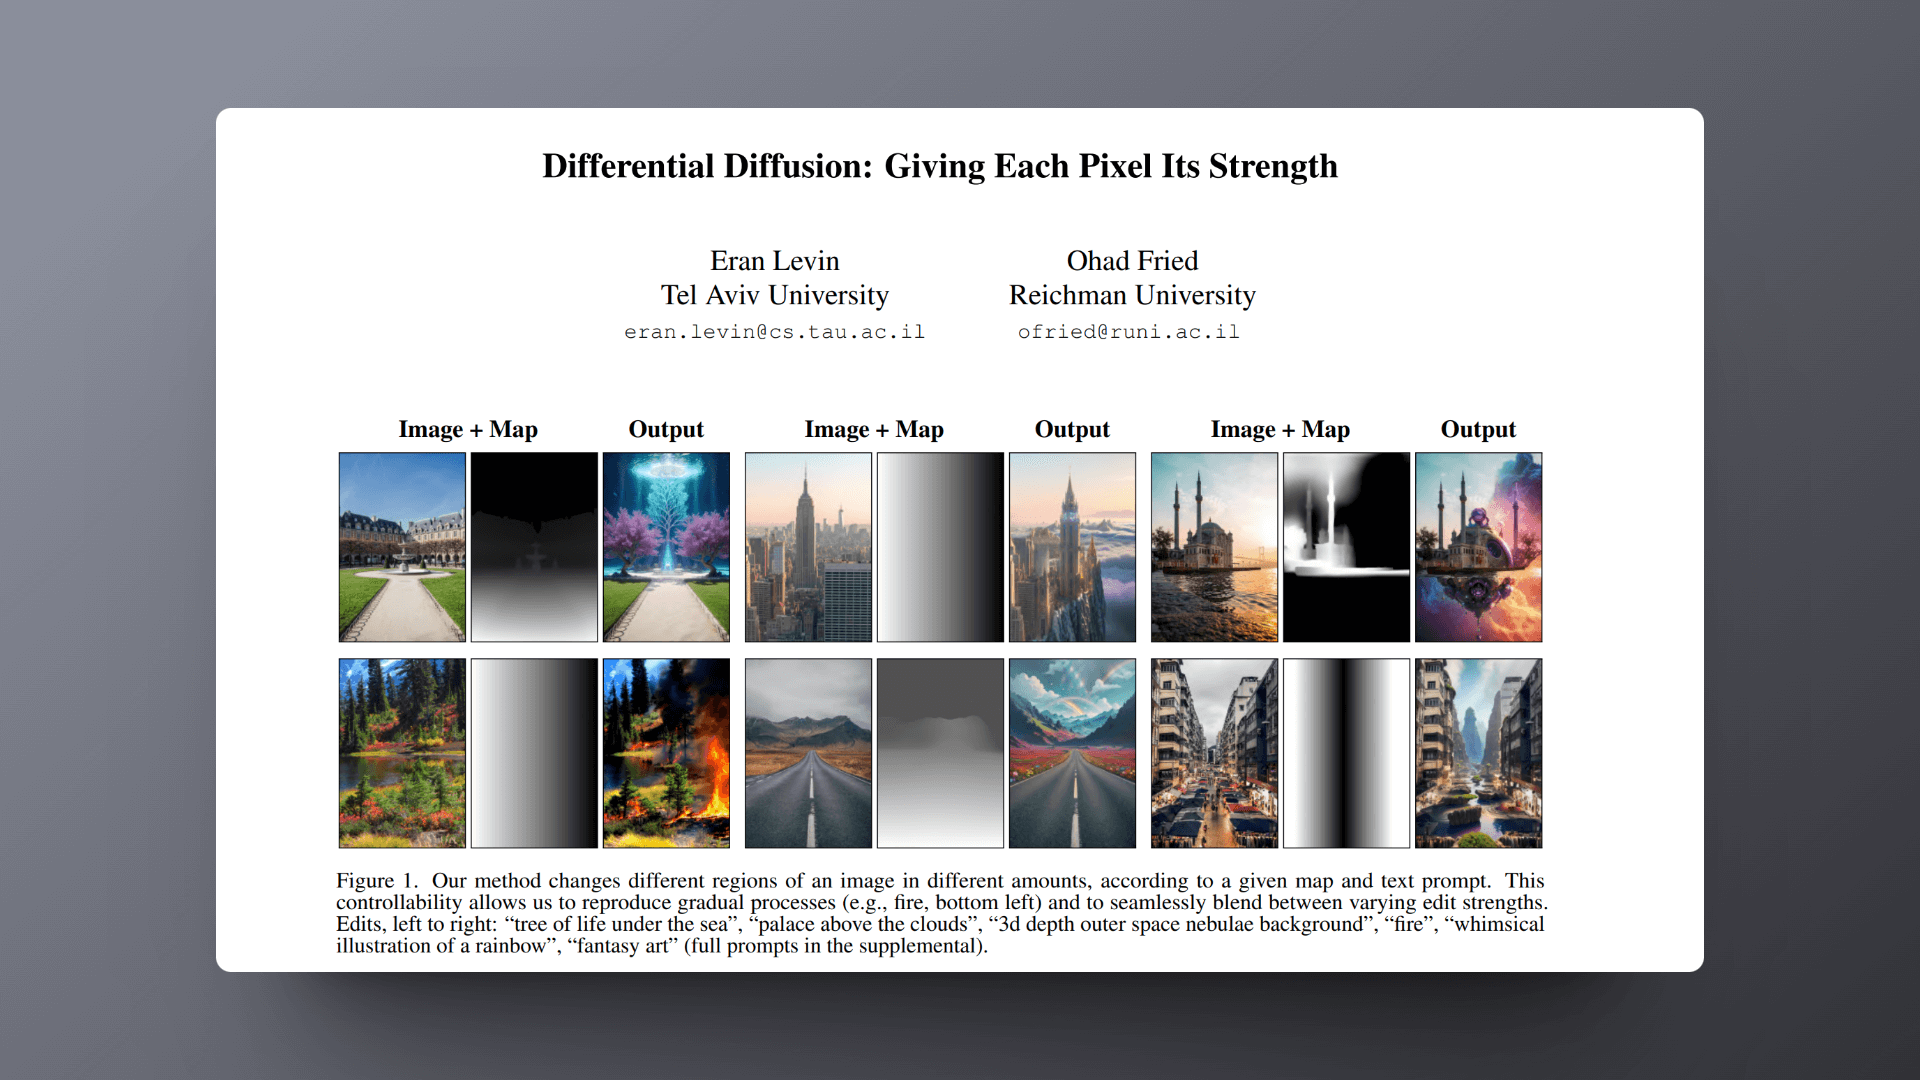 Differential Diffusion: Giving Each Pixel Its Strength
Eran Levin
Tel Aviv University
eran.levin@cs.tau.ac.il
Ohad Fried
Reichman University
ofried@runi.ac.il
Image + Map Output Image + Map Output Image + Map Output
Figure 1. Our method changes different regions of an image in different amounts, according to a given map and text prompt. This
controllability allows us to reproduce gradual processes (e.g., fire, bottom left) and to seamlessly blend between varying edit strengths.
Edits, left to right: “tree of life under the sea”, “palace above the clouds”, “3d depth outer space nebulae background”, “fire”, “whimsical
illustration of a rainbow”, “fantasy art” (full prompts in the supplemental).